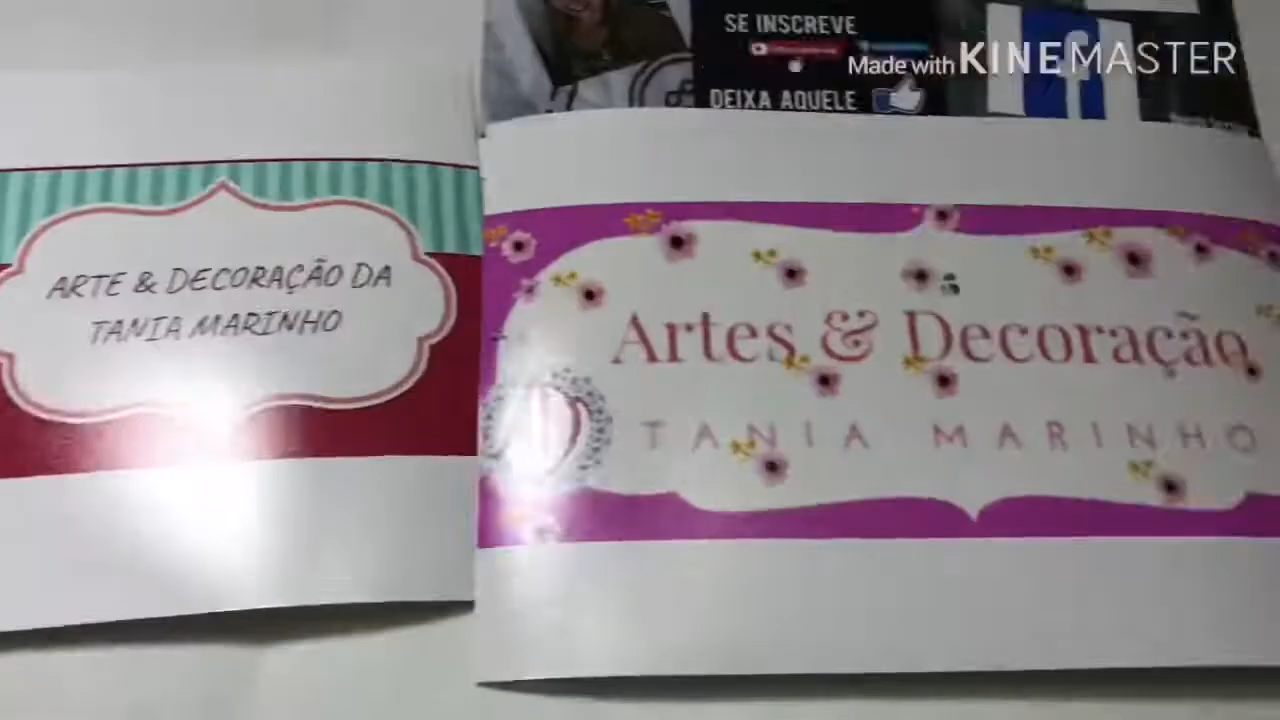 SE INSCREVE
Made with KINEMASTER
DEIXA AQUELE
ARTE & DECORAÇÃO DA
TANIA MARINHO
Artes & Decoração
TANIA MARINHO